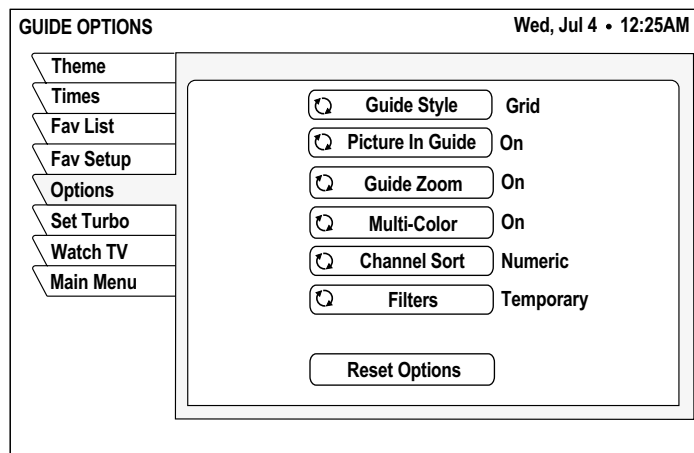 GUIDE OPTIONS Wed, Jul 4 • 12:25AM
Theme
Times
Fav List
Fav Setup
Options
Set Turbo
Watch TV
Main Menu
Guide Style Grid
Picture In Guide On
Guide Zoom On
Multi-Color On
Channel Sort Numeric
Filters Temporary
Reset Options